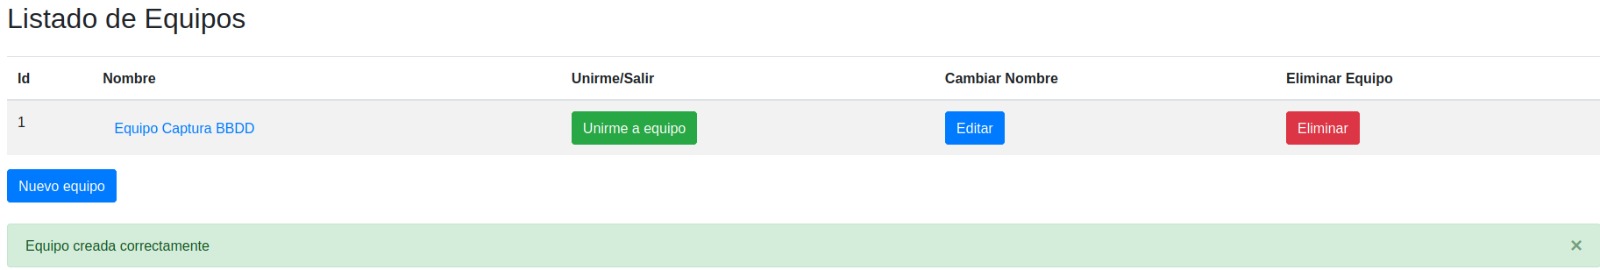 Listado de Equipos
Id Nombre Unirme/Salir Cambiar Nombre Eliminar Equipo
1 Equipo Captura BBDD Unirme a equipo Editar Eliminar
Nuevo equipo
Equipo creada correctamente ×